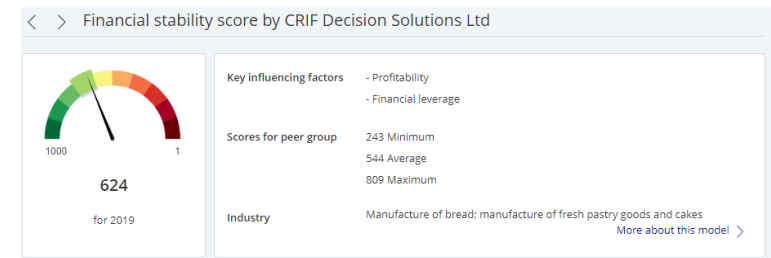 Financial stability score by CRIF Decision Solutions Ltd
1000
1
624
for 2019
Key influencing factors
- Profitability
- Financial leverage
Scores for peer group
243 Minimum
544 Average
809 Maximum
Industry
Manufacture of bread; manufacture of fresh pastry goods and cakes
More about this model